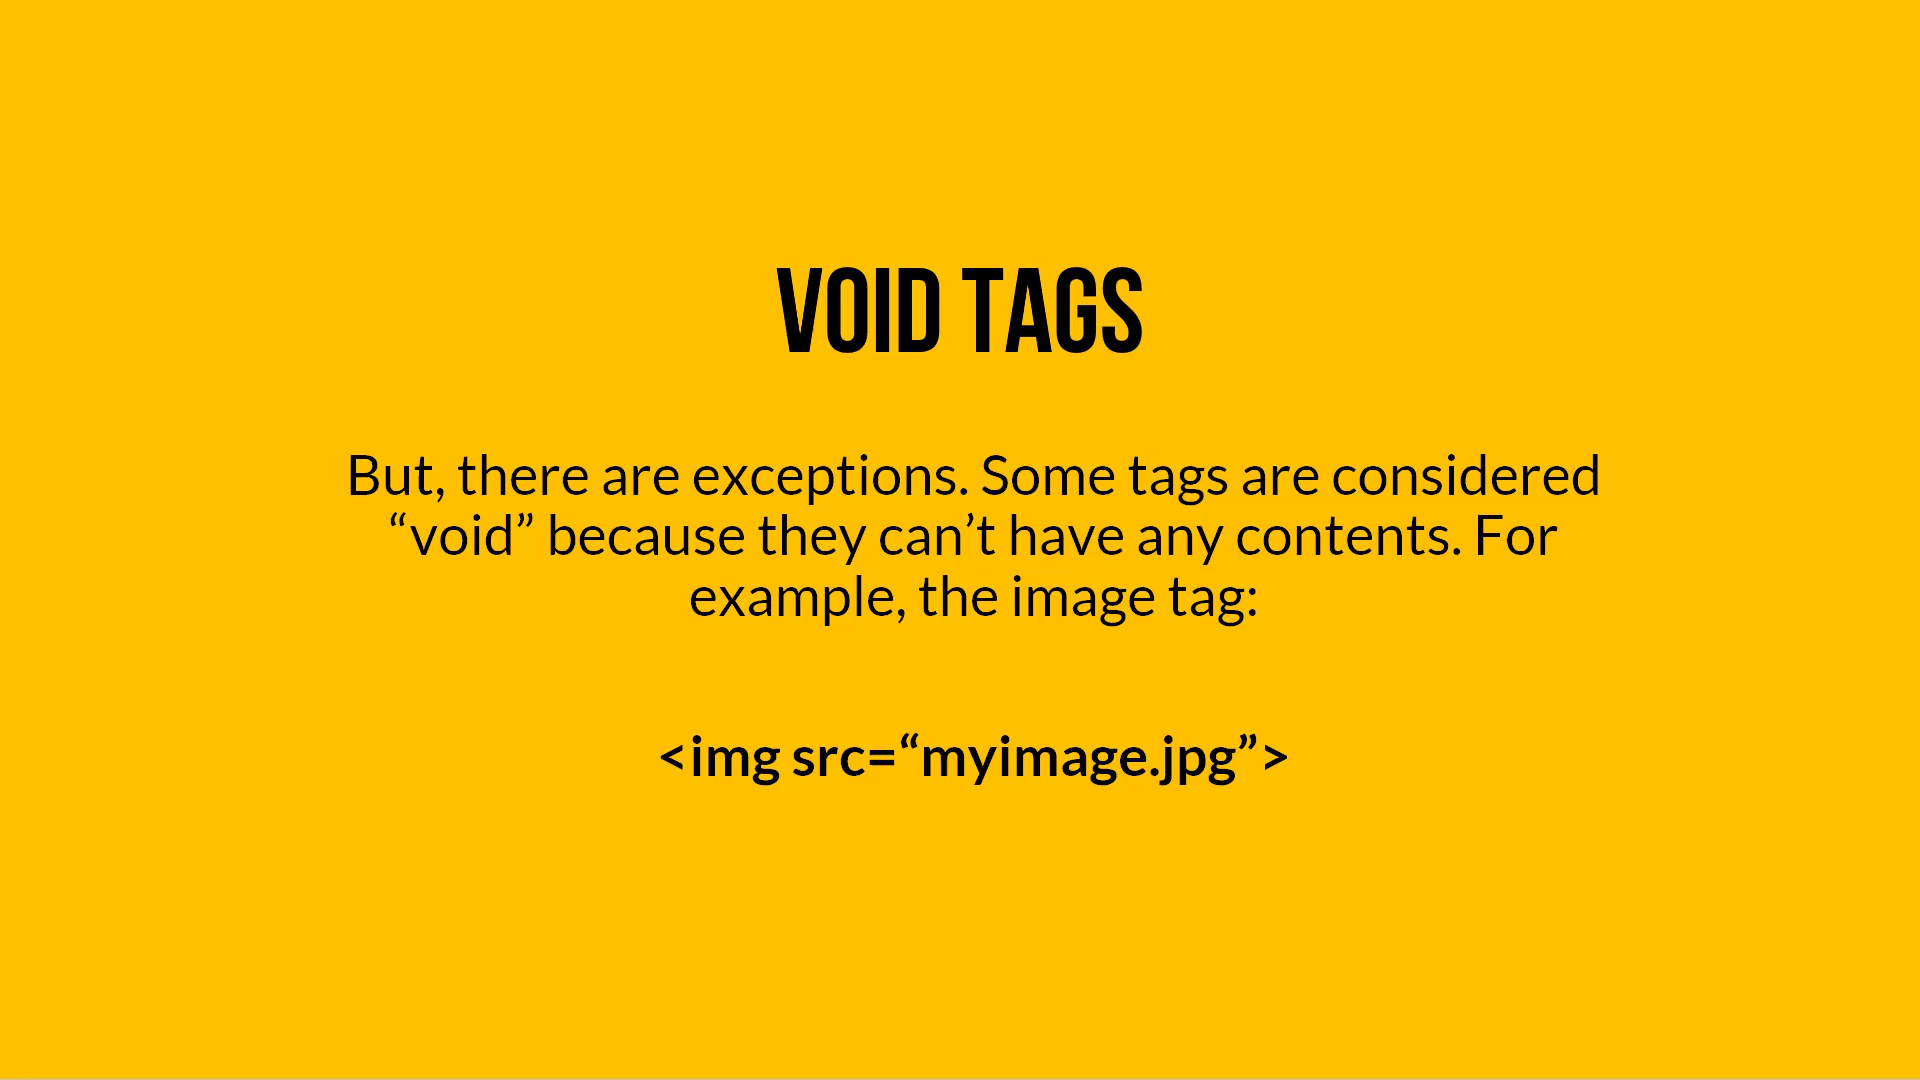 VOID TAGS
But, there are exceptions. Some tags are considered
“void” because they can’t have any contents. For
example, the image tag:
<img src=“myimage.jpg”>